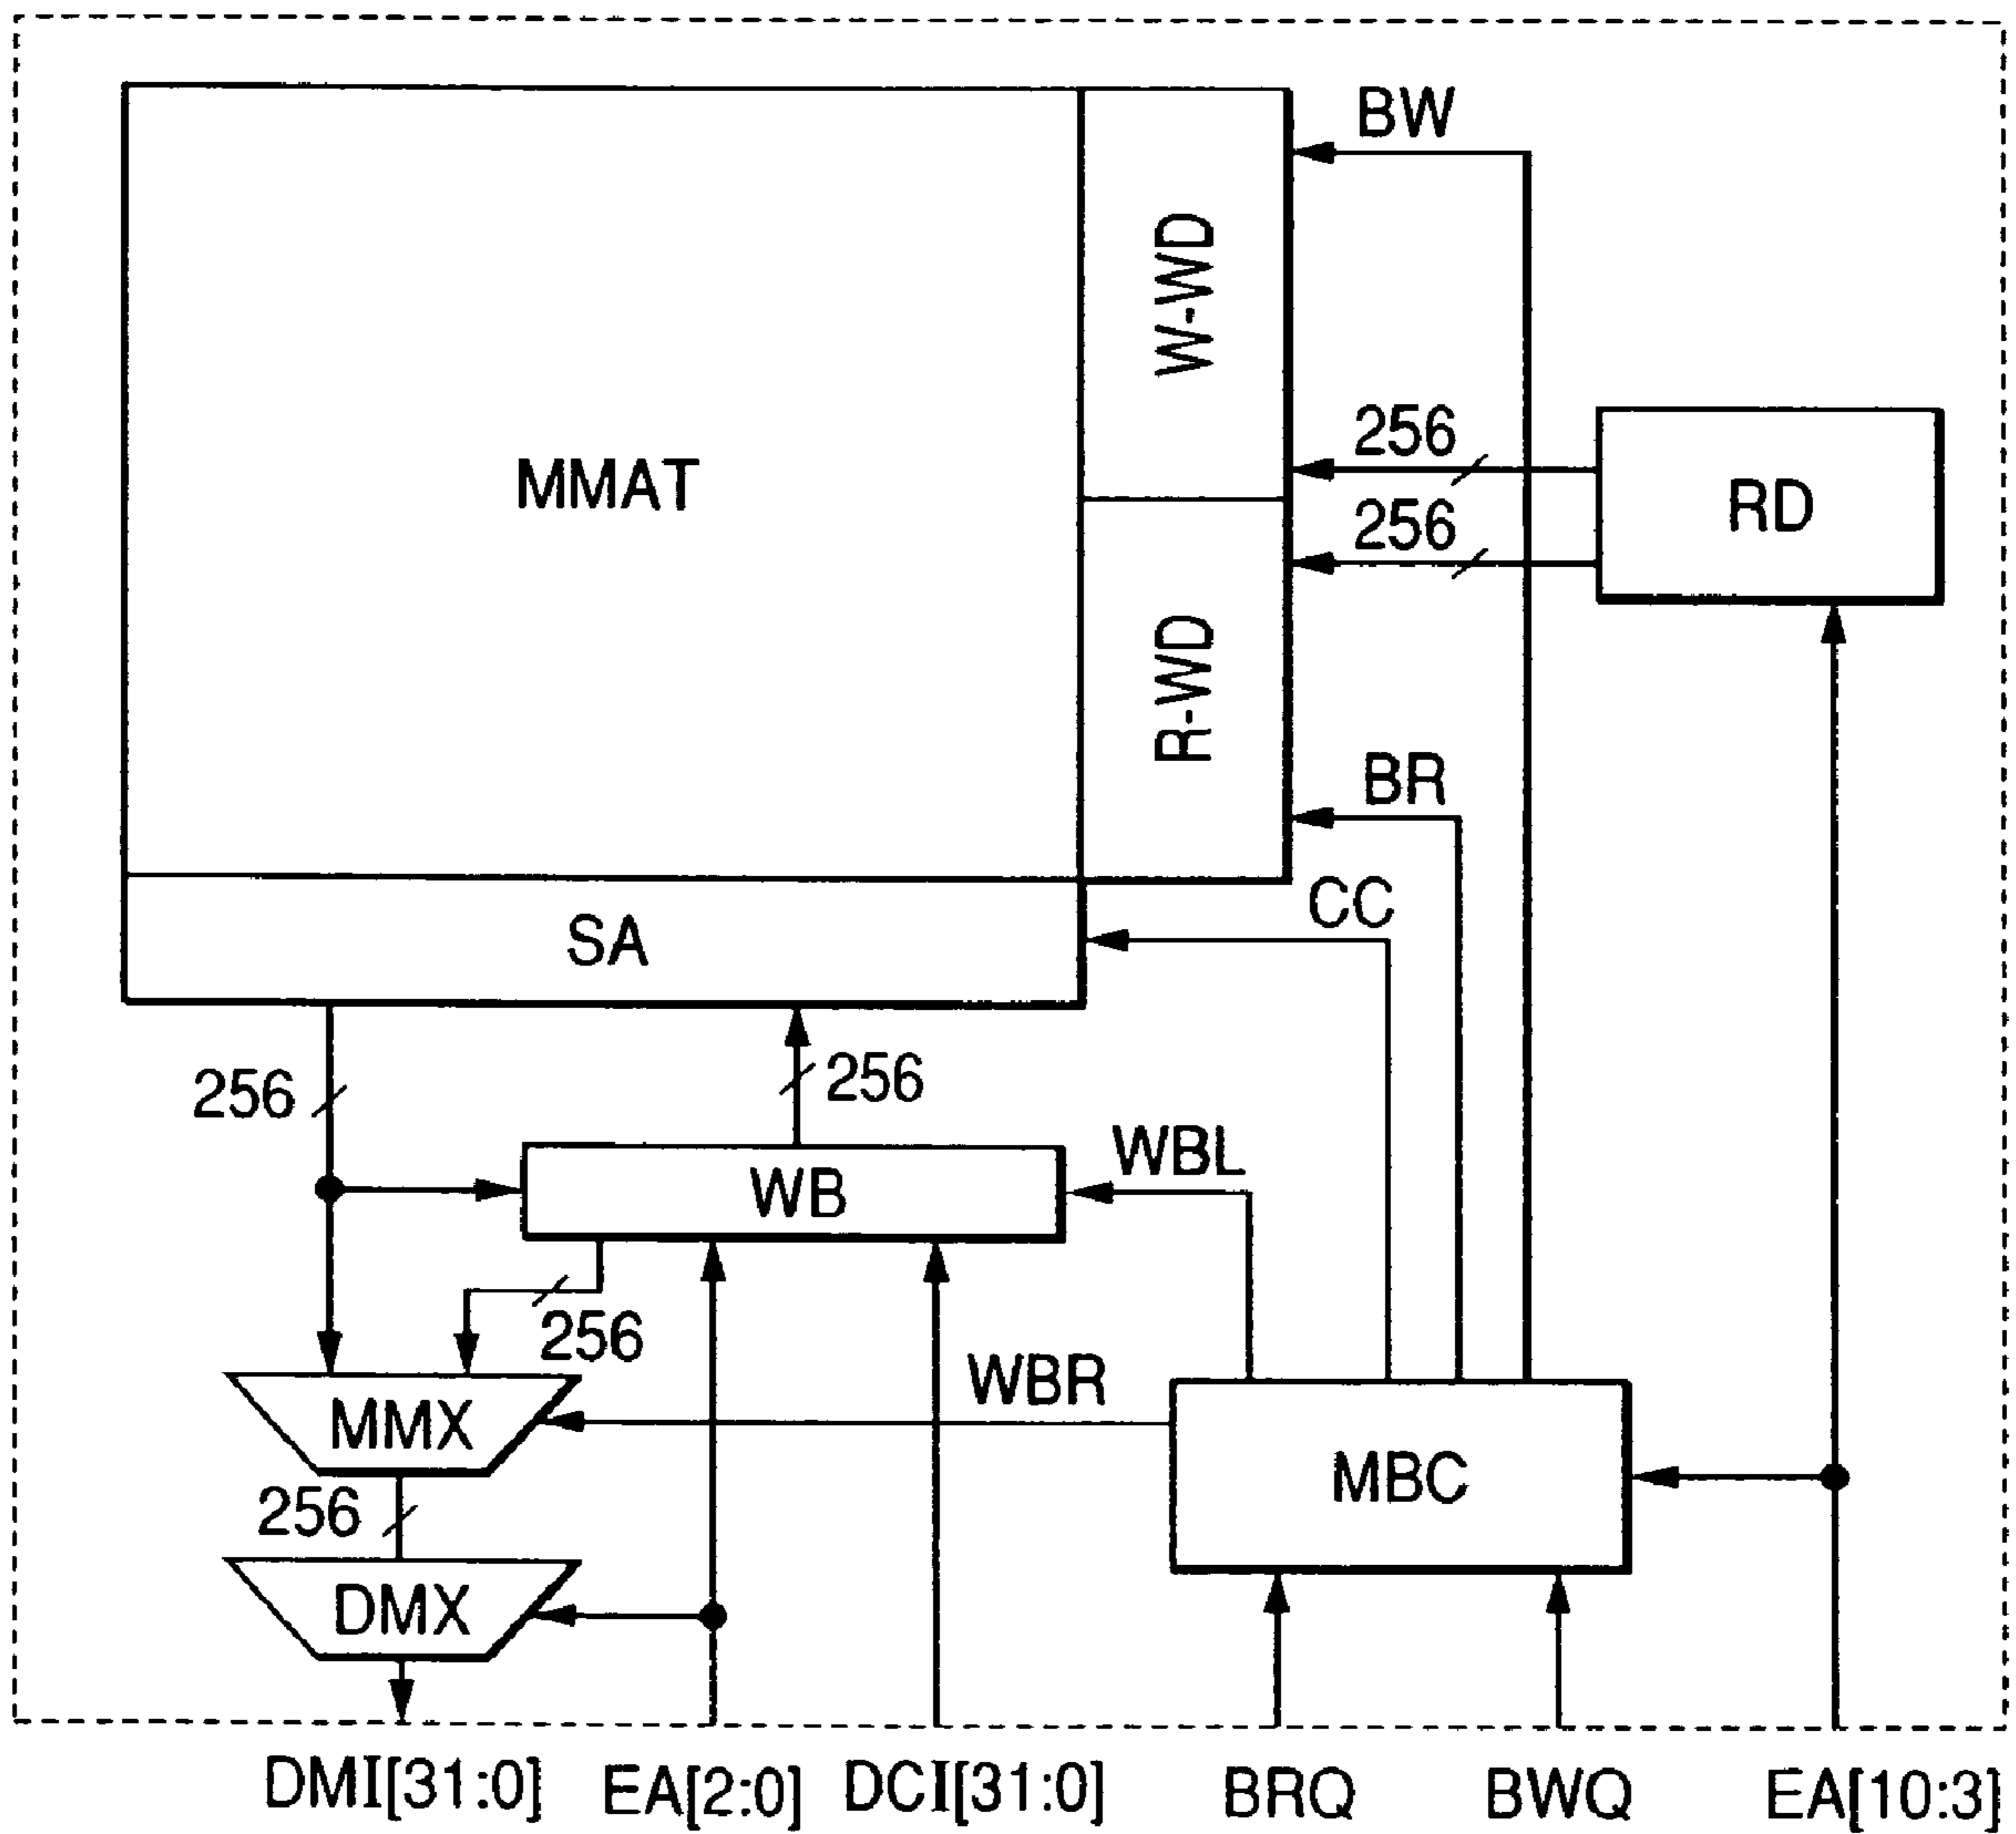 BW
W-WD
256
RD
MMAT
256
R-WD
BR
CC
SA
256
256
WBL
WB
256
WBR
MMX
MBC
256
DMX
DMI[31:0]
EA[2:0]
DCI[31:0]
BRQ
BWQ
EA[10:3]